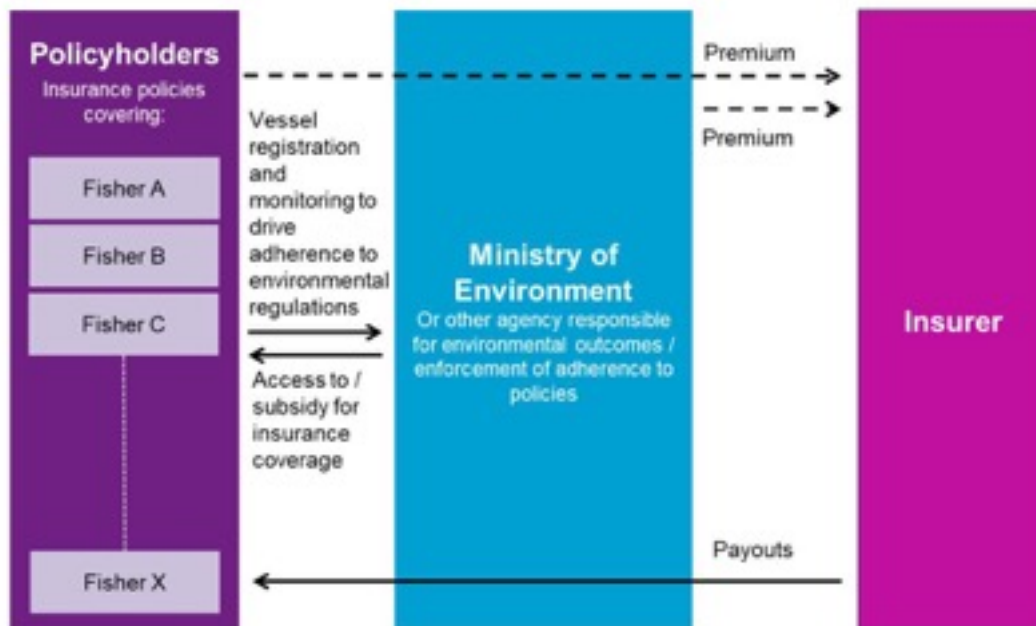 Policyholders
Insurance policies
covering:
Fisher A
Fisher B
Fisher C
Fisher X
Vessel
registration
and
monitoring to
drive
adherence to
environmental
regulations
Access to /
subsidy for
insurance
coverage
Ministry of
Environment
Or other agency responsible
for environmental outcomes /
enforcement of adherence to
policies
Premium
Premium
Payouts
Insurer